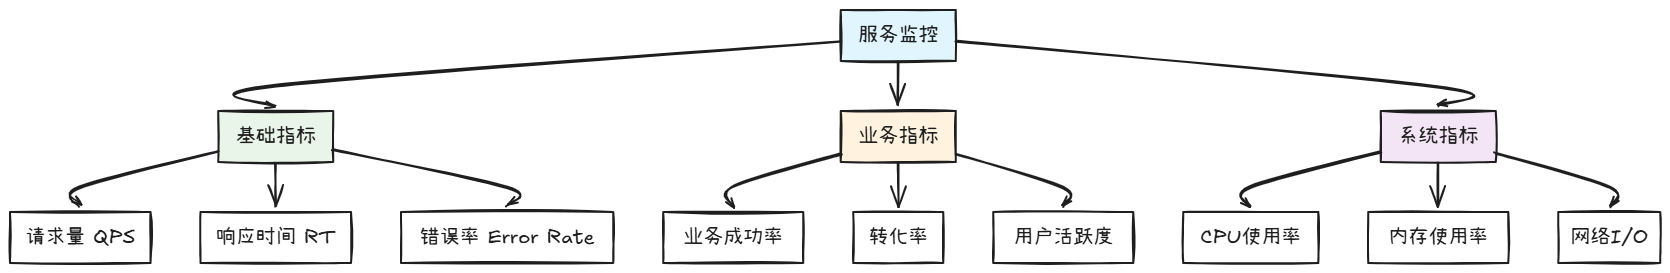 服务监控
基础指标
业务指标
系统指标
请求量 QPS
响应时间 RT
错误率 Error Rate
业务成功率
转化率
用户活跃度
CPU使用率
内存使用率
网络I/O